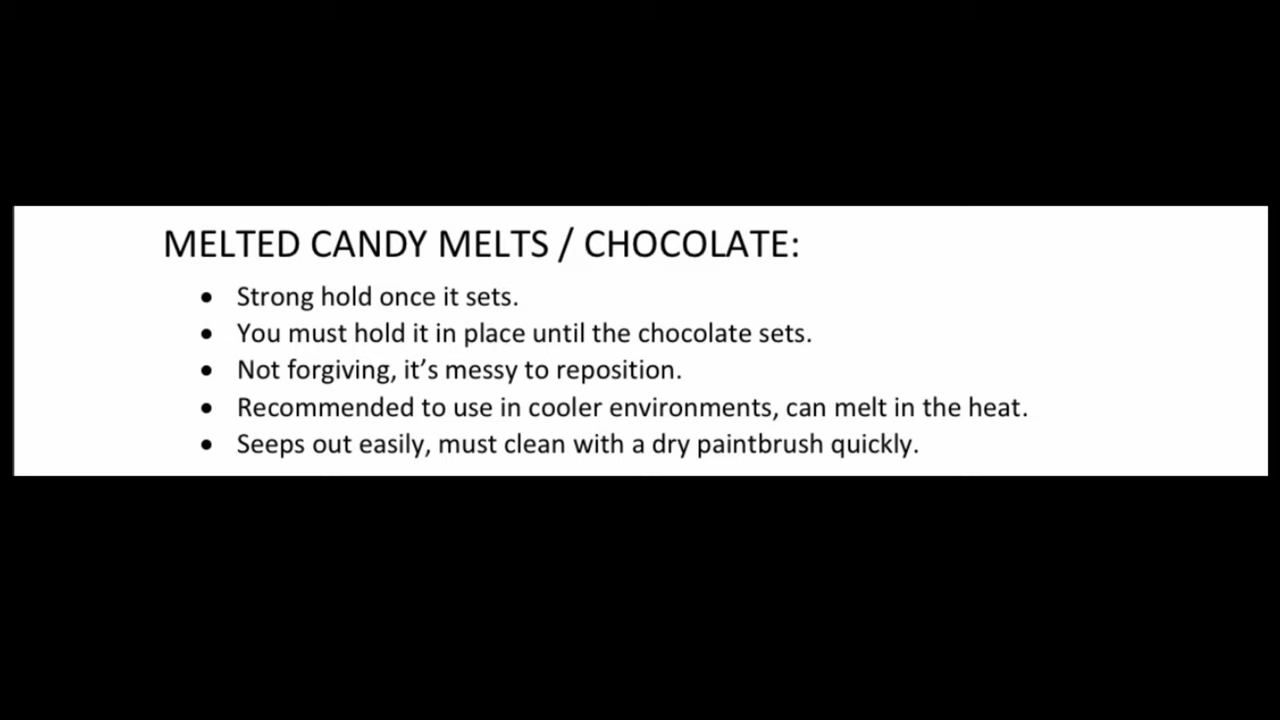 MELTED CANDY MELTS / CHOCOLATE:
• Strong hold once it sets.
• You must hold it in place until the chocolate sets.
• Not forgiving, it’s messy to reposition.
• Recommended to use in cooler environments, can melt in the heat.
• Seeps out easily, must clean with a dry paintbrush quickly.